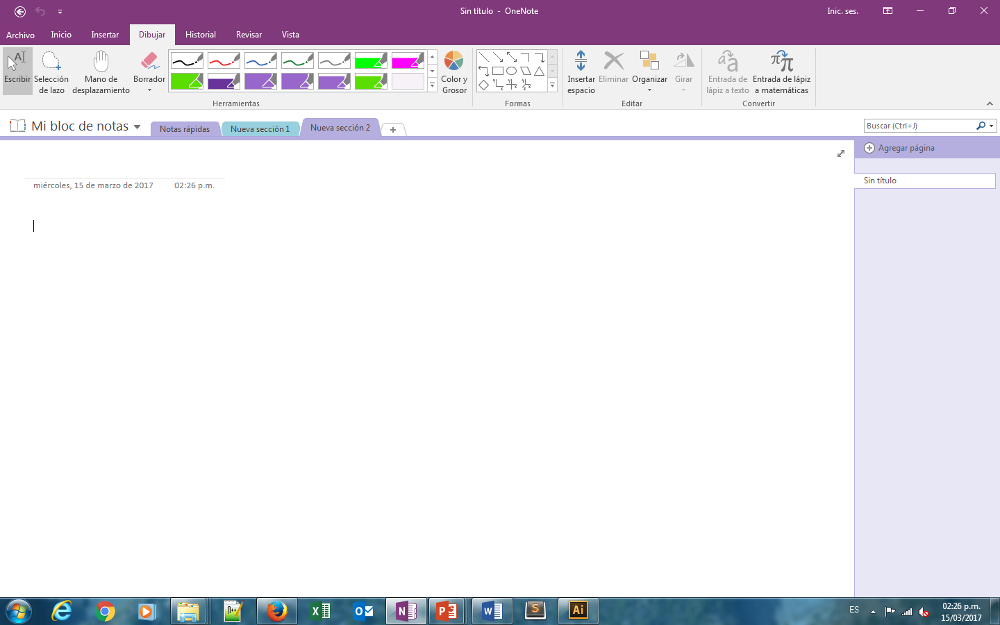 Sin título - OneNote
Inic. ses.
Archivo
Inicio
Insertar
Dibujar
Historial
Revisar
Vista
Escribir
Selección
de lazo
Mano de
desplazamiento
Borrador
Color y
Grosor
Herramientas
Formas
Insertar
espacio
Eliminar
Organizar
Girar
Editar
Entrada de
lápiz a texto
Entrada de lápiz
a matemáticas
Convertir
Mi bloc de notas
Notas rápidas
Nueva sección 1
Nueva sección 2
Buscar (Ctrl+J)
Agregar página
Sin título
miércoles, 15 de marzo de 2017 02:26 p.m.
ES
02:26 p.m.
15/03/2017